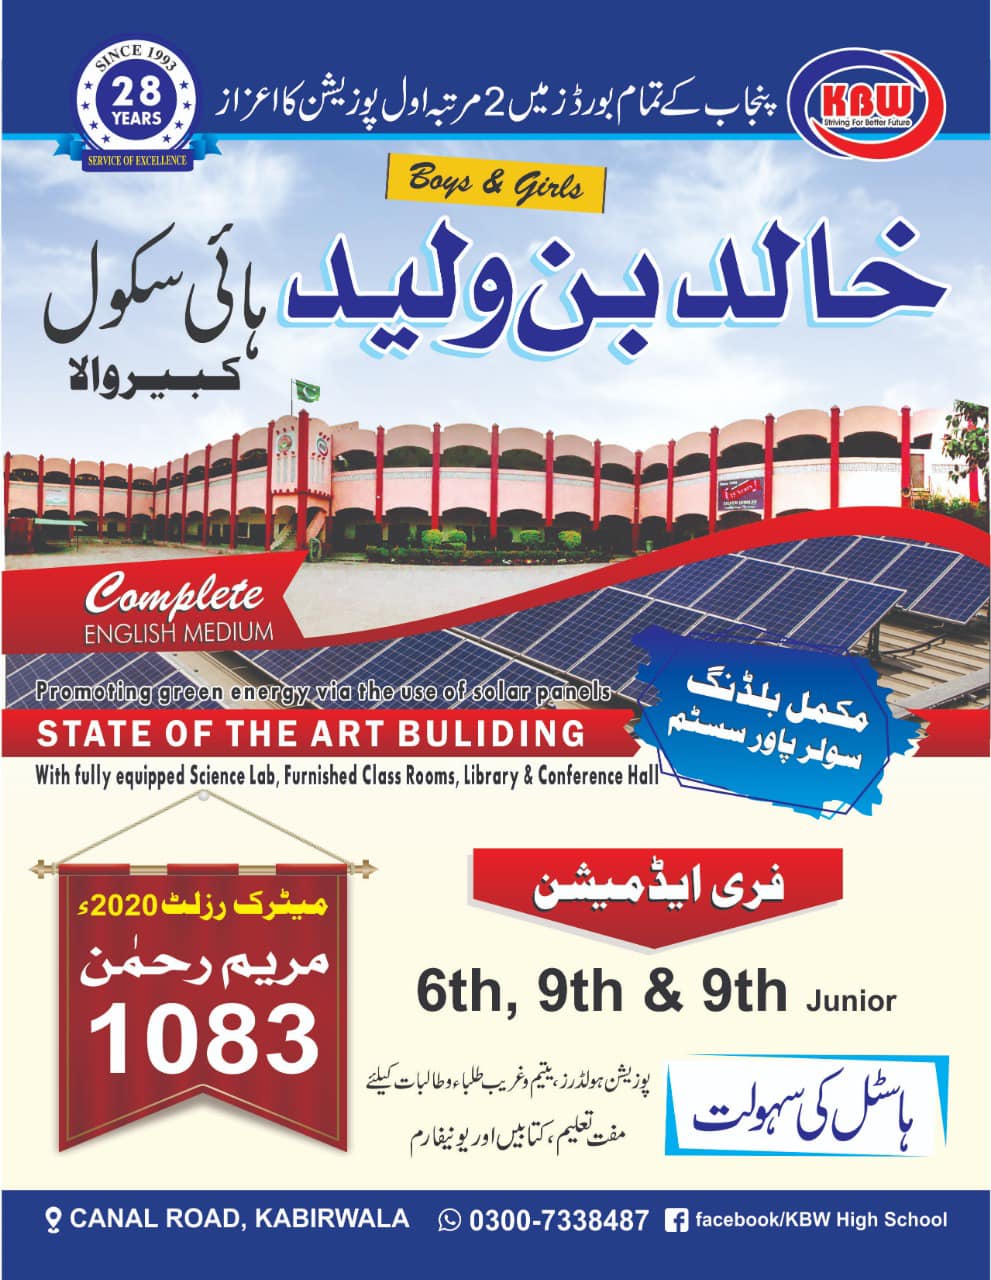 SINCE 1993
28
YEARS
SERVICE OF EXCELLENCE
پنجاب کے تمام بورڈز میں 2 مرتبہ اول پوزیشن کا اعزاز
KBW
Striving For Better Future
Boys & Girls
خالد بن ولید ہائی سکول
کبیروالا
Complete
ENGLISH MEDIUM
Promoting green energy via the use of solar panels
STATE OF THE ART BULIDING
With fully equipped Science Lab, Furnished Class Rooms, Library & Conference Hall
مکمل بلڈنگ
سولر پاور سسٹم
میٹرک رزلٹ 2020ء
مریم رحمٰن
1083
فری ایڈمیشن
6th, 9th & 9th Junior
پوزیشن ہولڈرز، یتیم و غریب طلباء و طالبات کیلئے
مفت تعلیم، کتابیں اور یونیفارم
ہاسٹل کی سہولت
CANAL ROAD, KABIRWALA
0300-7338487
facebook/KBW High School